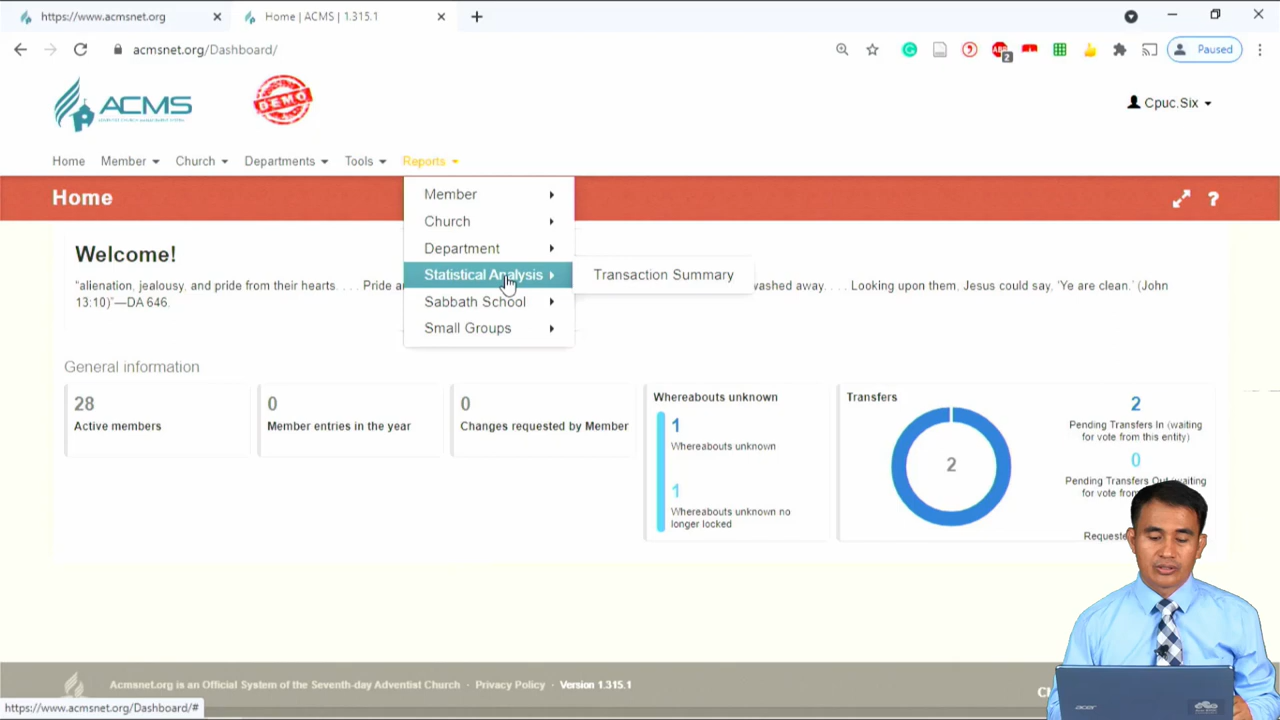 https://www.acmsnet.org
Home | ACMS | 1.315.1
acmsnet.org/Dashboard/
2
Paused
ACMS
DEMO
Cpuc.Six
Home Member Church Departments Tools Reports
Home
?
Member
Church
Department
Statistical Analysis
Transaction Summary
Sabbath School
Small Groups
Welcome!
"alienation, jealousy, and pride from their hearts. . . . Pride an
washed away. . . . Looking upon them, Jesus could say, 'Ye are clean.' (John
13:10)"—DA 646.
General information
28
Active members
0
Member entries in the year
0
Changes requested by Member
Whereabouts unknown
1
Whereabouts unknown
1
Whereabouts unknown no
longer locked
Transfers
2
2
Pending Transfers In (waiting
for vote from this entity)
0
Pending Transfers Out (waiting
for vote from
Requeste
Acmsnet.org is an Official System of the Seventh-day Adventist Church · Privacy Policy · Version 1.315.1
https://www.acmsnet.org/Dashboard/#
acer